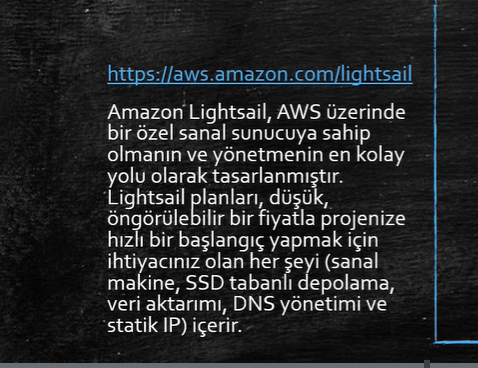 https://aws.amazon.com/lightsail
Amazon Lightsail, AWS üzerinde
bir özel sanal sunucuya sahip
olmanın ve yönetmenin en kolay
yolu olarak tasarlanmıştır.
Lightsail planları, düşük,
öngörülebilir bir fiyatla projenize
hızlı bir başlangıç yapmak için
ihtiyacınız olan her şeyi (sanal
makine, SSD tabanlı depolama,
veri aktarımı, DNS yönetimi ve
statik IP) içerir.